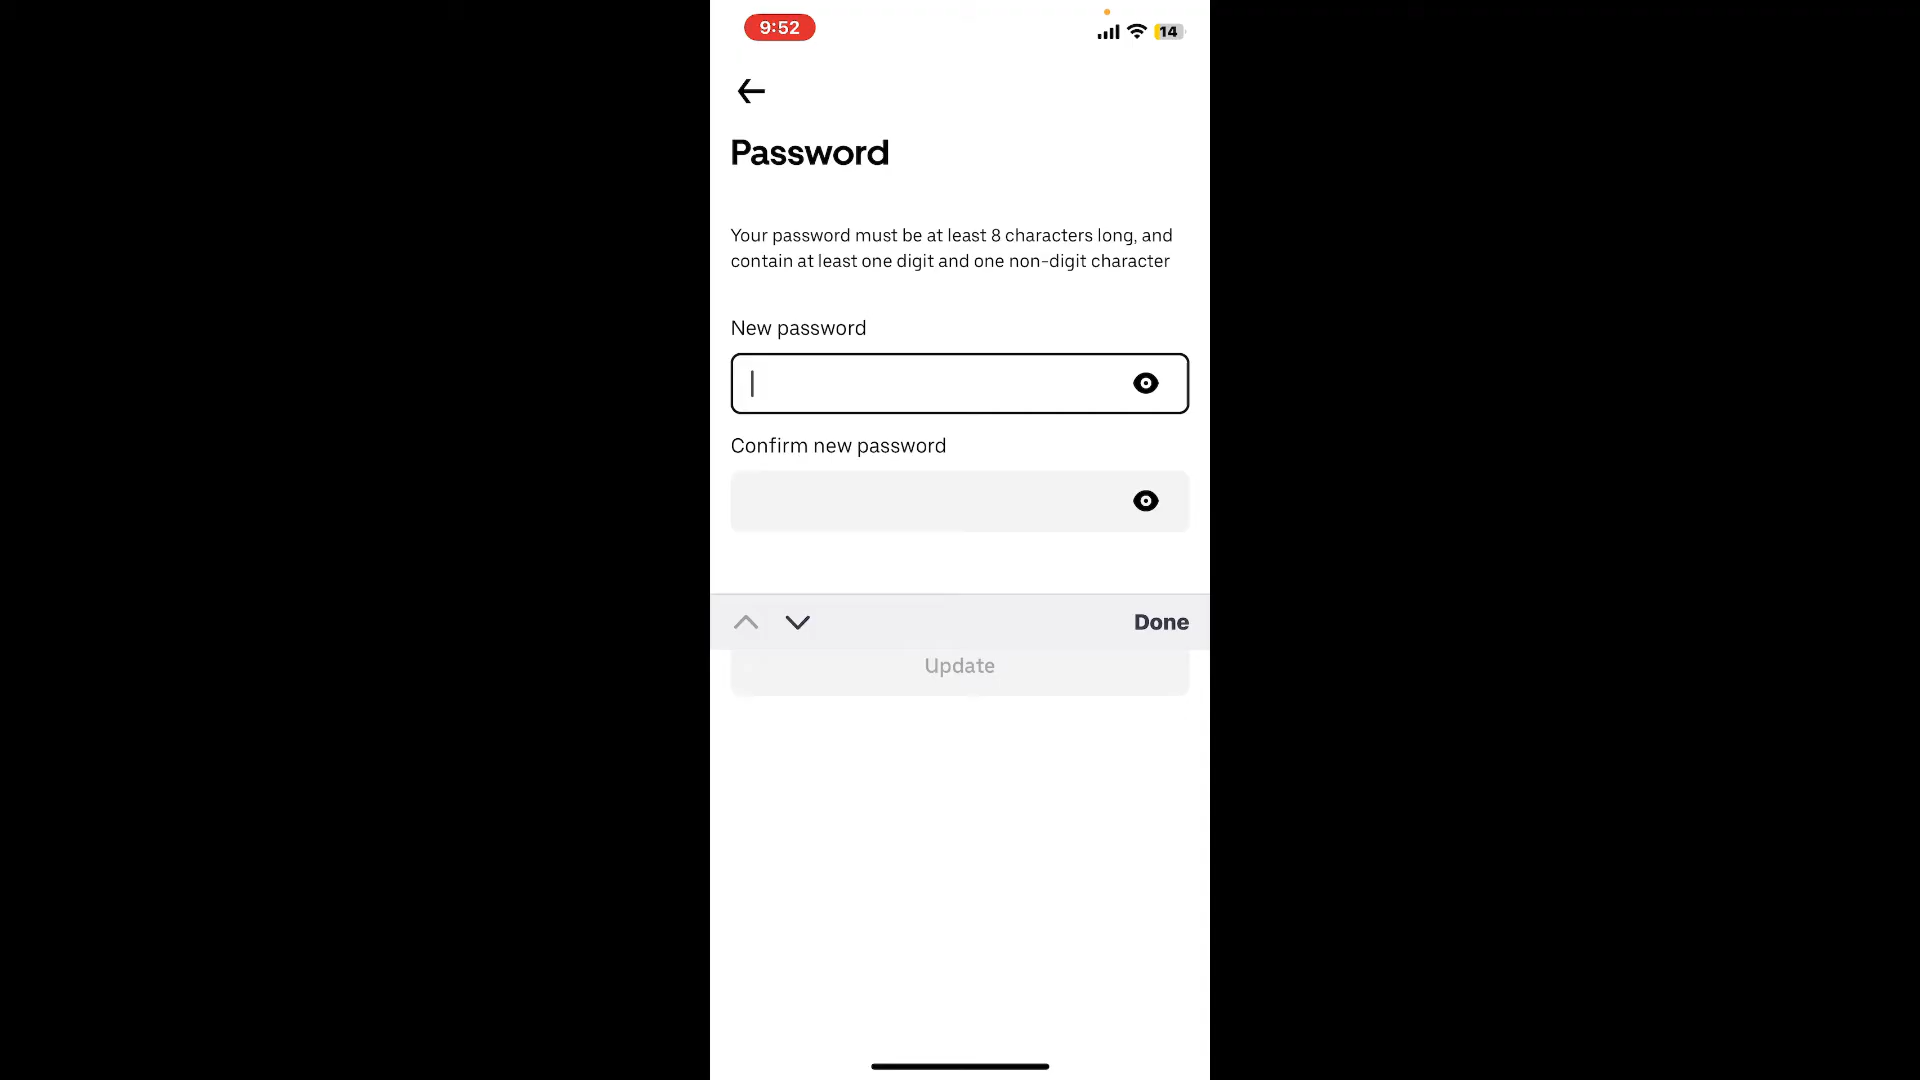 9:52
14
Password
Your password must be at least 8 characters long, and
contain at least one digit and one non-digit character
New password
Confirm new password
Done
Update